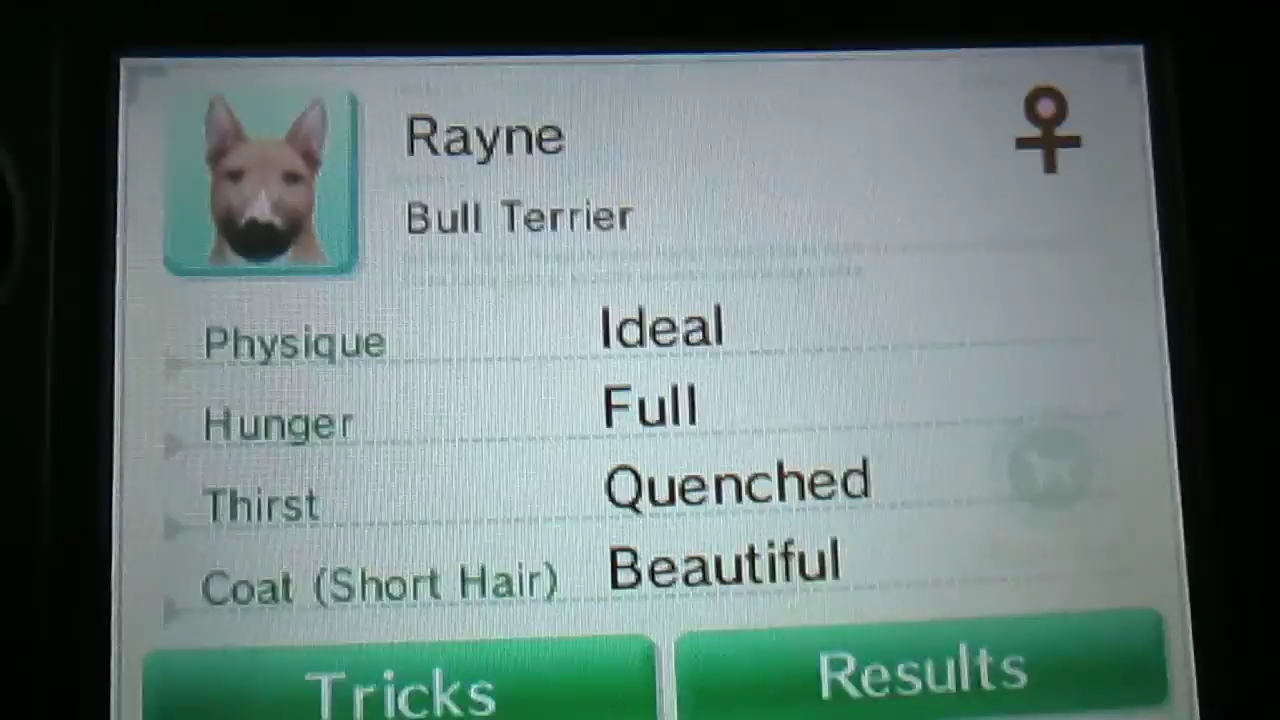 Rayne
Bull Terrier
Physique Ideal
Hunger Full
Thirst Quenched
Coat (Short Hair) Beautiful
Tricks Results